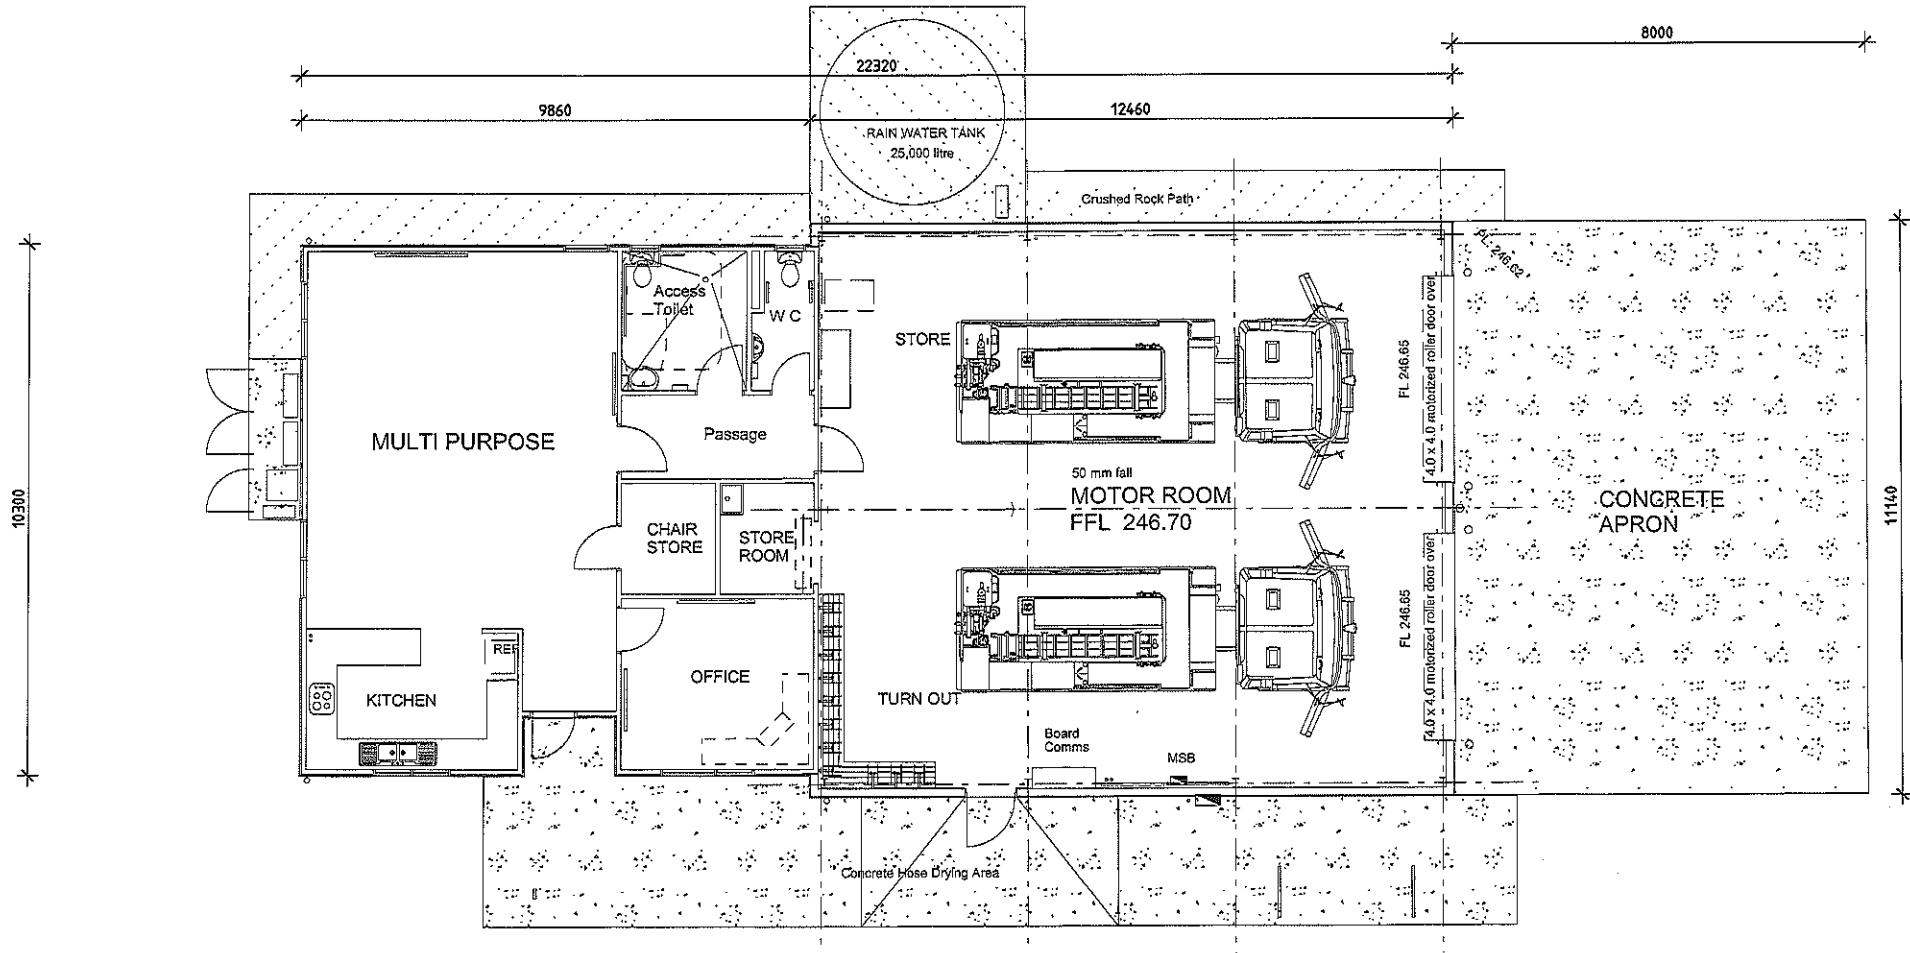 8000
22320
9860
12460
RAIN WATER TANK
25,000 litre
Crushed Rock Path
RL 246.62
Access
Toilet
W C
STORE
FL 246.65
4.0 x 4.0 motorized roller door over
MULTI PURPOSE
Passage
50 mm fall
MOTOR ROOM
FFL 246.70
CONCRETE
APRON
10300
11140
CHAIR
STORE
STORE
ROOM
FL 246.65
4.0 x 4.0 motorized roller door over
REF
OFFICE
KITCHEN
TURN OUT
Board
Comms
MSB
Concrete Hose Drying Area